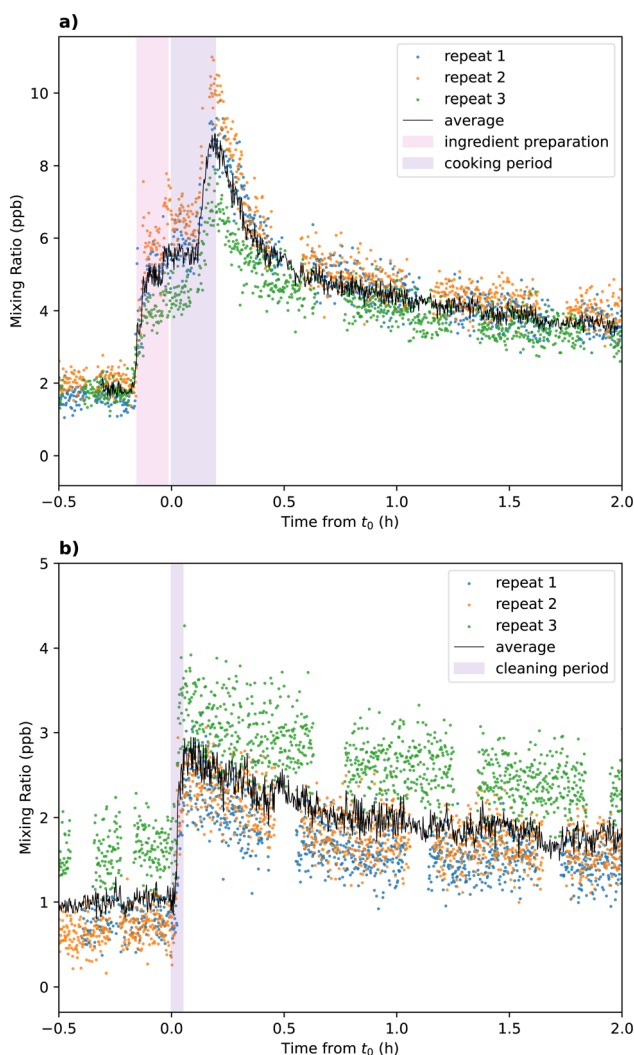 a)
Mixing Ratio (ppb)
10
8
6
4
2
0
repeat 1
repeat 2
repeat 3
average
ingredient preparation
cooking period
−0.5 0.0 0.5 1.0 1.5 2.0
Time from t₀ (h)
b)
Mixing Ratio (ppb)
5
4
3
2
1
0
repeat 1
repeat 2
repeat 3
average
cleaning period
−0.5 0.0 0.5 1.0 1.5 2.0
Time from t₀ (h)